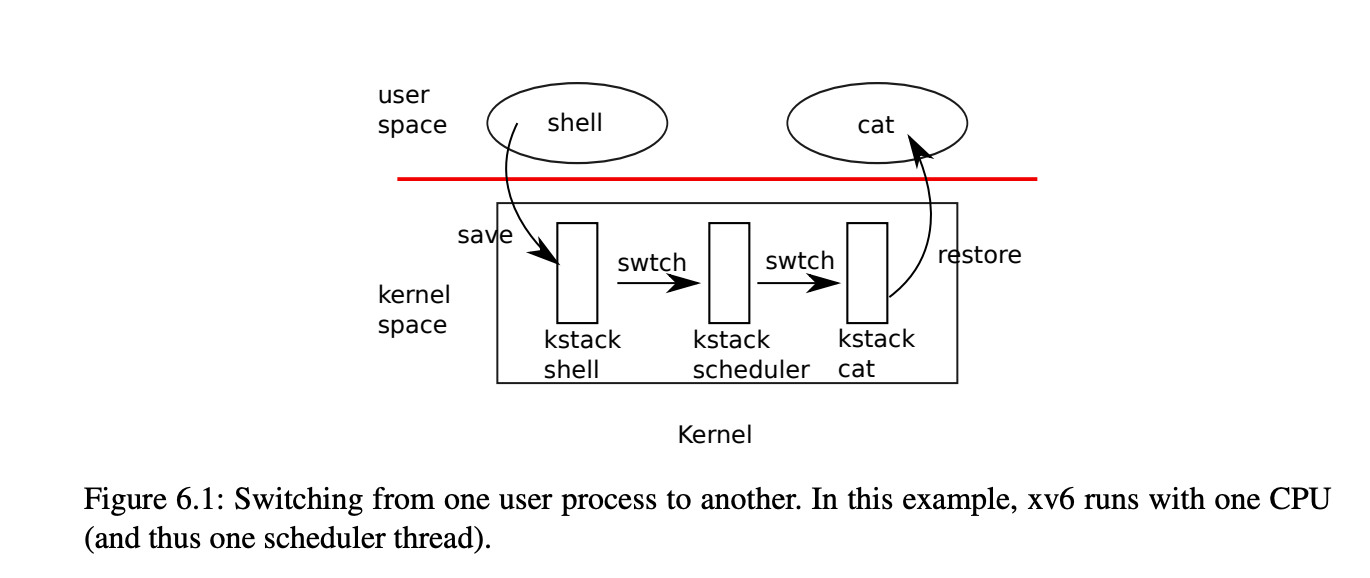 user
space
shell
cat
save
swtch
swtch
restore
kernel
space
kstack
shell
kstack
scheduler
kstack
cat
Kernel
Figure 6.1: Switching from one user process to another. In this example, xv6 runs with one CPU
(and thus one scheduler thread).